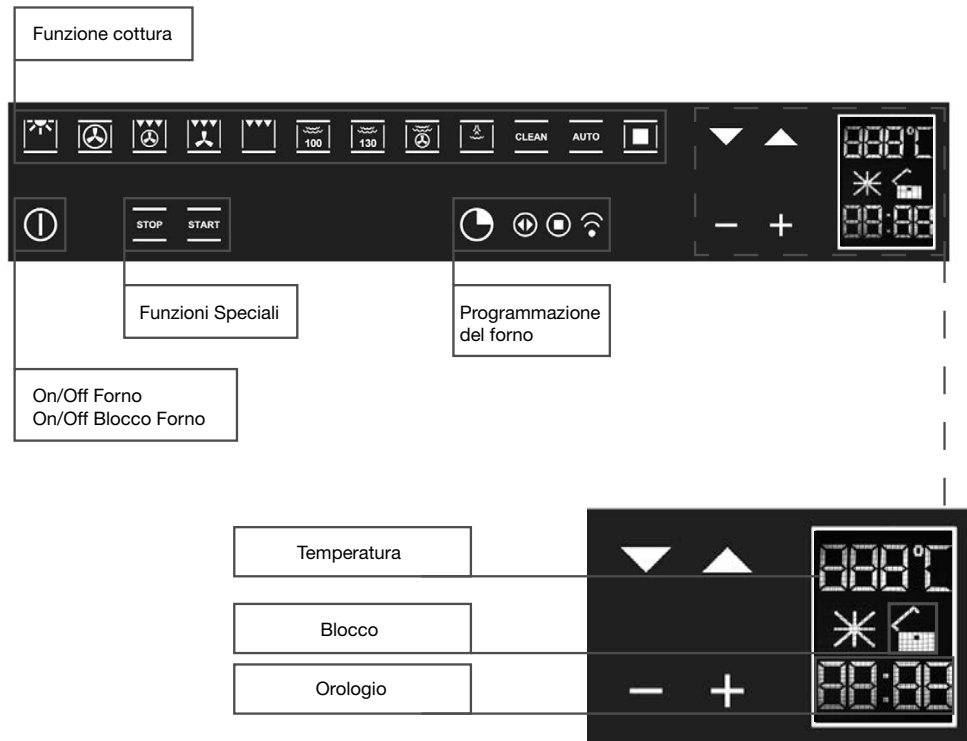 Funzione cottura
100
130
CLEAN
AUTO
888°C
STOP
START
88:88
Funzioni Speciali
Programmazione
del forno
On/Off Forno
On/Off Blocco Forno
Temperatura
888°C
Blocco
Orologio
88:88